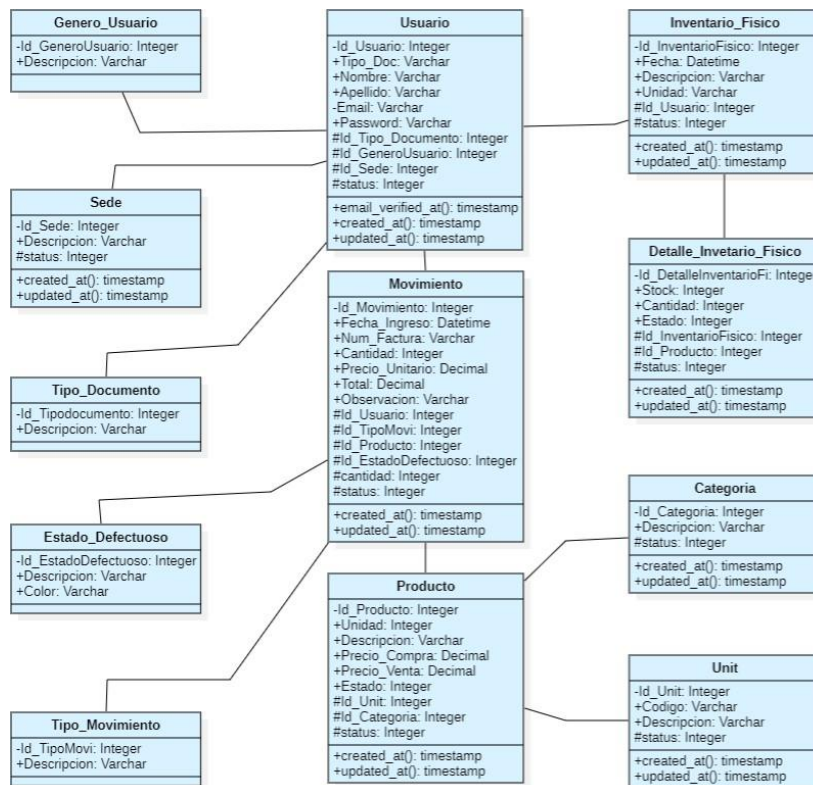 Genero_Usuario
-Id_GeneroUsuario: Integer
+Descripcion: Varchar
Usuario
-Id_Usuario: Integer
+Tipo_Doc: Varchar
+Nombre: Varchar
+Apellido: Varchar
-Email: Varchar
+Password: Varchar
#Id_Tipo_Documento: Integer
#Id_GeneroUsuario: Integer
#Id_Sede: Integer
#status: Integer
+email_verified_at(): timestamp
+created_at(): timestamp
+updated_at(): timestamp
Inventario_Fisico
-Id_InventarioFisico: Integer
+Fecha: Datetime
+Descripcion: Varchar
+Unidad: Varchar
#Id_Usuario: Integer
#status: Integer
+created_at(): timestamp
+updated_at(): timestamp
Sede
-Id_Sede: Integer
+Descripcion: Varchar
#status: Integer
+created_at(): timestamp
+updated_at(): timestamp
Detalle_Invetario_Fisico
-Id_DetalleInventarioFi: Integer
+Stock: Integer
+Cantidad: Integer
+Estado: Integer
#Id_InventarioFisico: Integer
#Id_Producto: Integer
#status: Integer
+created_at(): timestamp
+updated_at(): timestamp
Movimiento
-Id_Movimiento: Integer
+Fecha_Ingreso: Datetime
+Num_Factura: Varchar
+Cantidad: Integer
+Precio_Unitario: Decimal
+Total: Decimal
+Observacion: Varchar
#Id_Usuario: Integer
#Id_TipoMovi: Integer
#Id_Producto: Integer
#Id_EstadoDefectuoso: Integer
#cantidad: Integer
#status: Integer
+created_at(): timestamp
+updated_at(): timestamp
Tipo_Documento
-Id_Tipodocumento: Integer
+Descripcion: Varchar
Categoria
-Id_Categoria: Integer
+Descripcion: Varchar
#status: Integer
+created_at(): timestamp
+updated_at(): timestamp
Estado_Defectuoso
-Id_EstadoDefectuoso: Integer
+Descripcion: Varchar
+Color: Varchar
Producto
-Id_Producto: Integer
+Unidad: Integer
+Descripcion: Varchar
+Precio_Compra: Decimal
+Precio_Venta: Decimal
+Estado: Integer
#Id_Unit: Integer
#Id_Categoria: Integer
#status: Integer
+created_at(): timestamp
+updated_at(): timestamp
Unit
-Id_Unit: Integer
+Codigo: Varchar
+Descripcion: Varchar
#status: Integer
+created_at(): timestamp
+updated_at(): timestamp
Tipo_Movimiento
-Id_TipoMovi: Integer
+Descripcion: Varchar